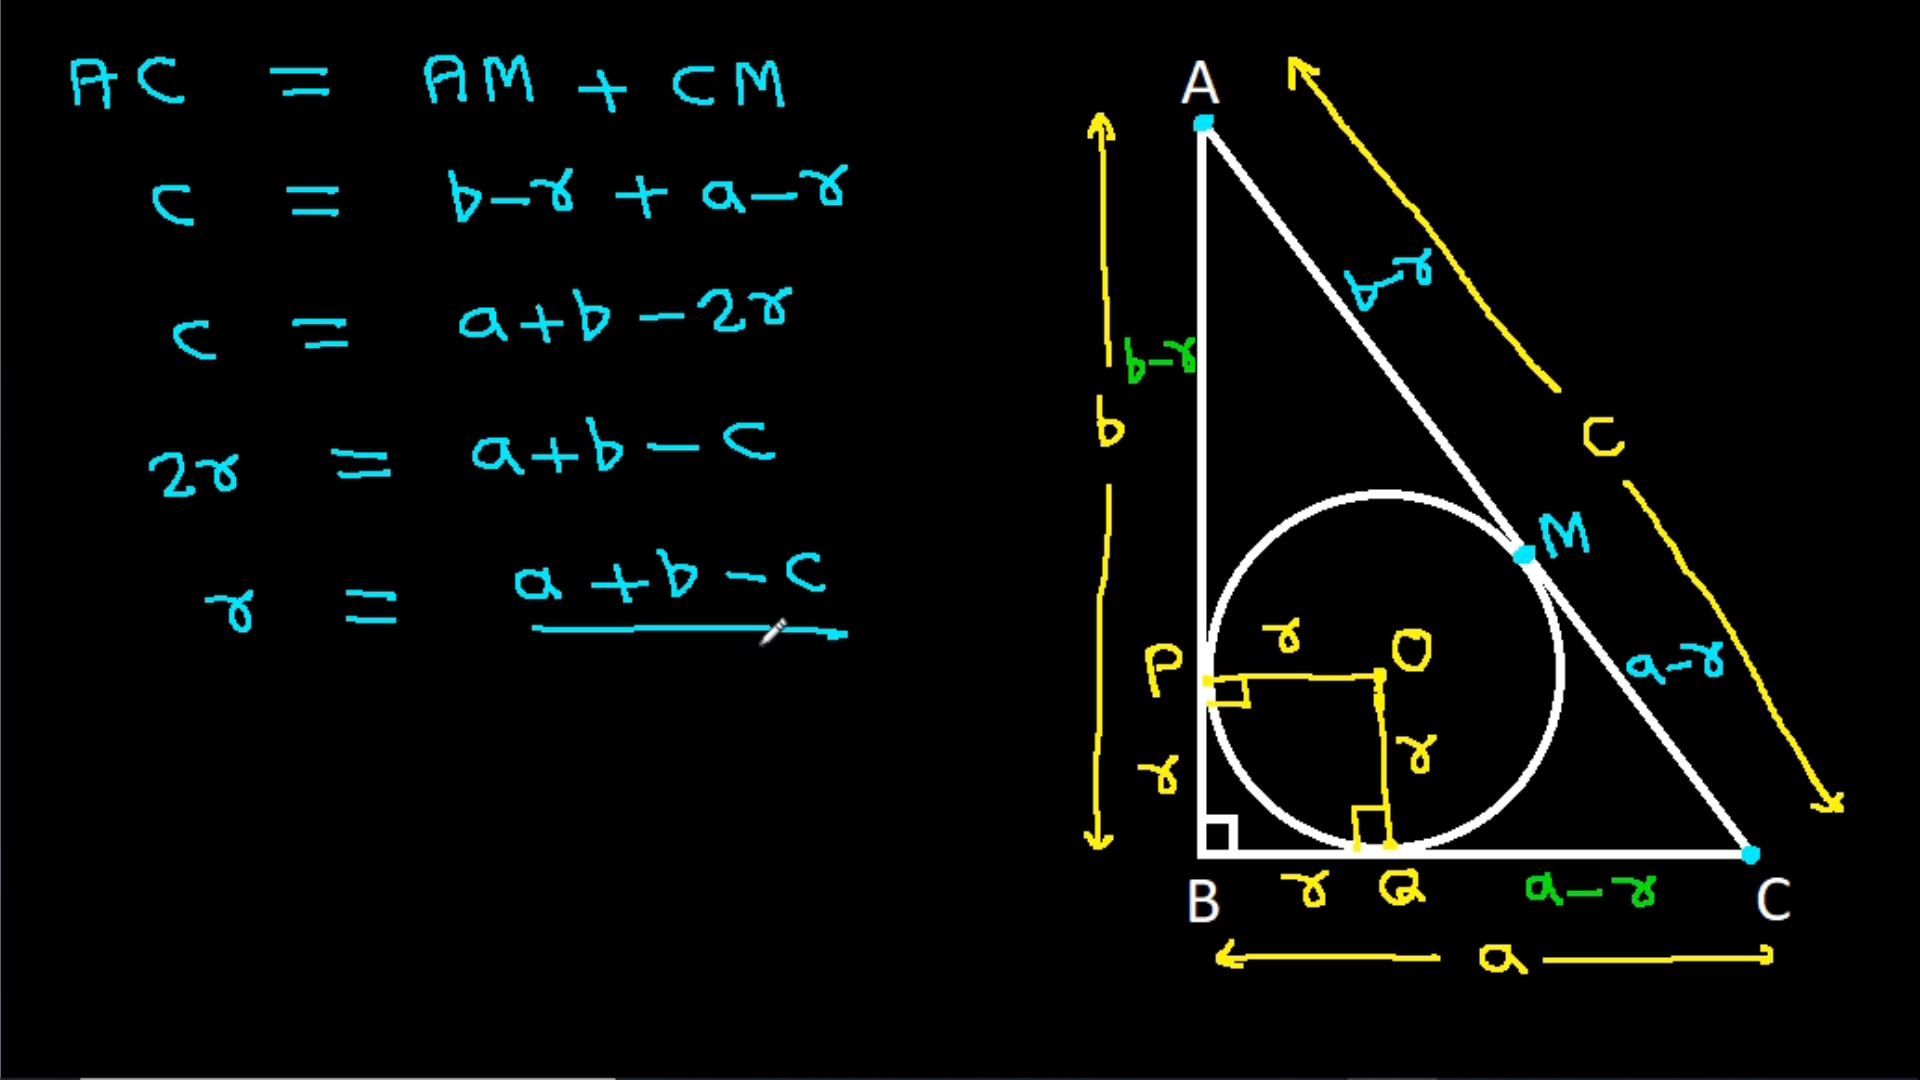 AC = AM + CM
c = b-r + a-r
c = a+b-2r
2r = a+b-c
r = a+b-c
A
b-r
b-r
b
C
M
P
r
O
r
r
a-r
B
r
Q
a-r
C
a